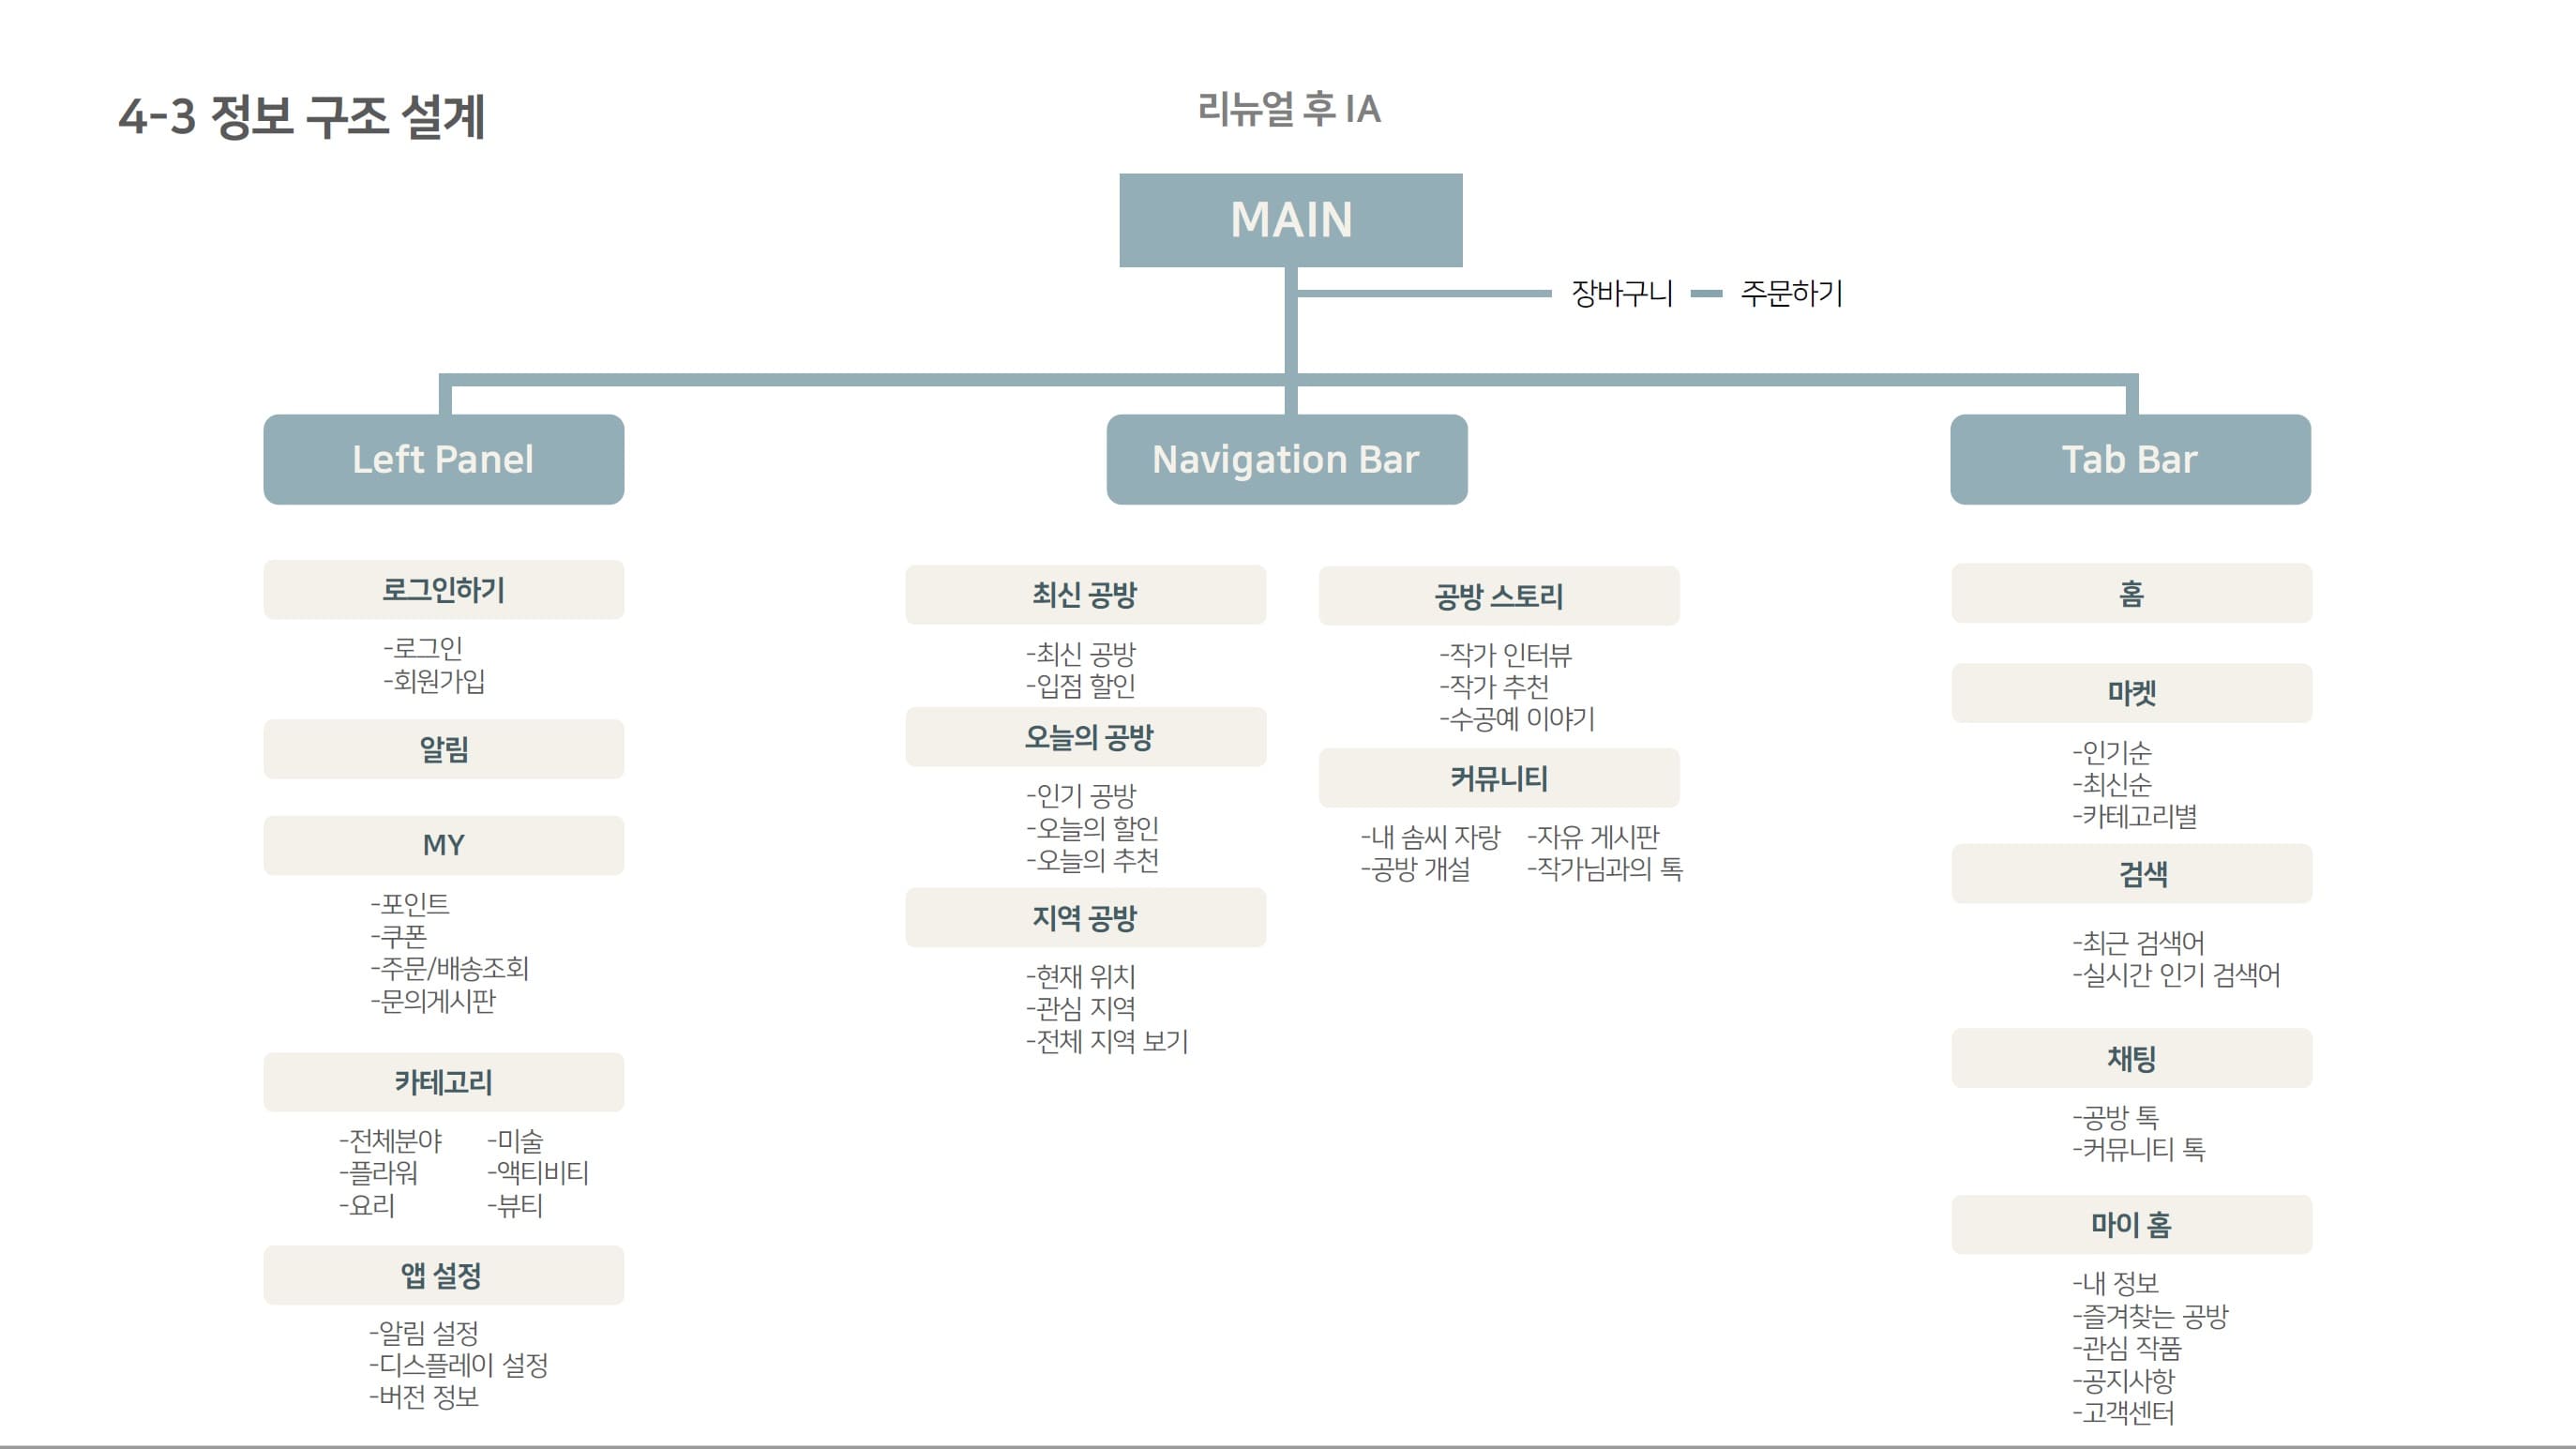 4-3 정보 구조 설계
리뉴얼 후 IA
MAIN
장바구니 주문하기
Left Panel
로그인하기
-로그인
-회원가입
알림
MY
-포인트
-쿠폰
-주문/배송조회
-문의게시판
카테고리
-전체분야 -미술
-플라워 -액티비티
-요리 -뷰티
앱 설정
-알림 설정
-디스플레이 설정
-버전 정보
Navigation Bar
최신 공방
-최신 공방
-입점 할인
오늘의 공방
-인기 공방
-오늘의 할인
-오늘의 추천
지역 공방
-현재 위치
-관심 지역
-전체 지역 보기
공방 스토리
-작가 인터뷰
-작가 추천
-수공예 이야기
커뮤니티
-내 솜씨 자랑 -자유 게시판
-공방 개설 -작가님과의 톡
Tab Bar
홈
마켓
-인기순
-최신순
-카테고리별
검색
-최근 검색어
-실시간 인기 검색어
채팅
-공방 톡
-커뮤니티 톡
마이 홈
-내 정보
-즐겨찾는 공방
-관심 작품
-공지사항
-고객센터